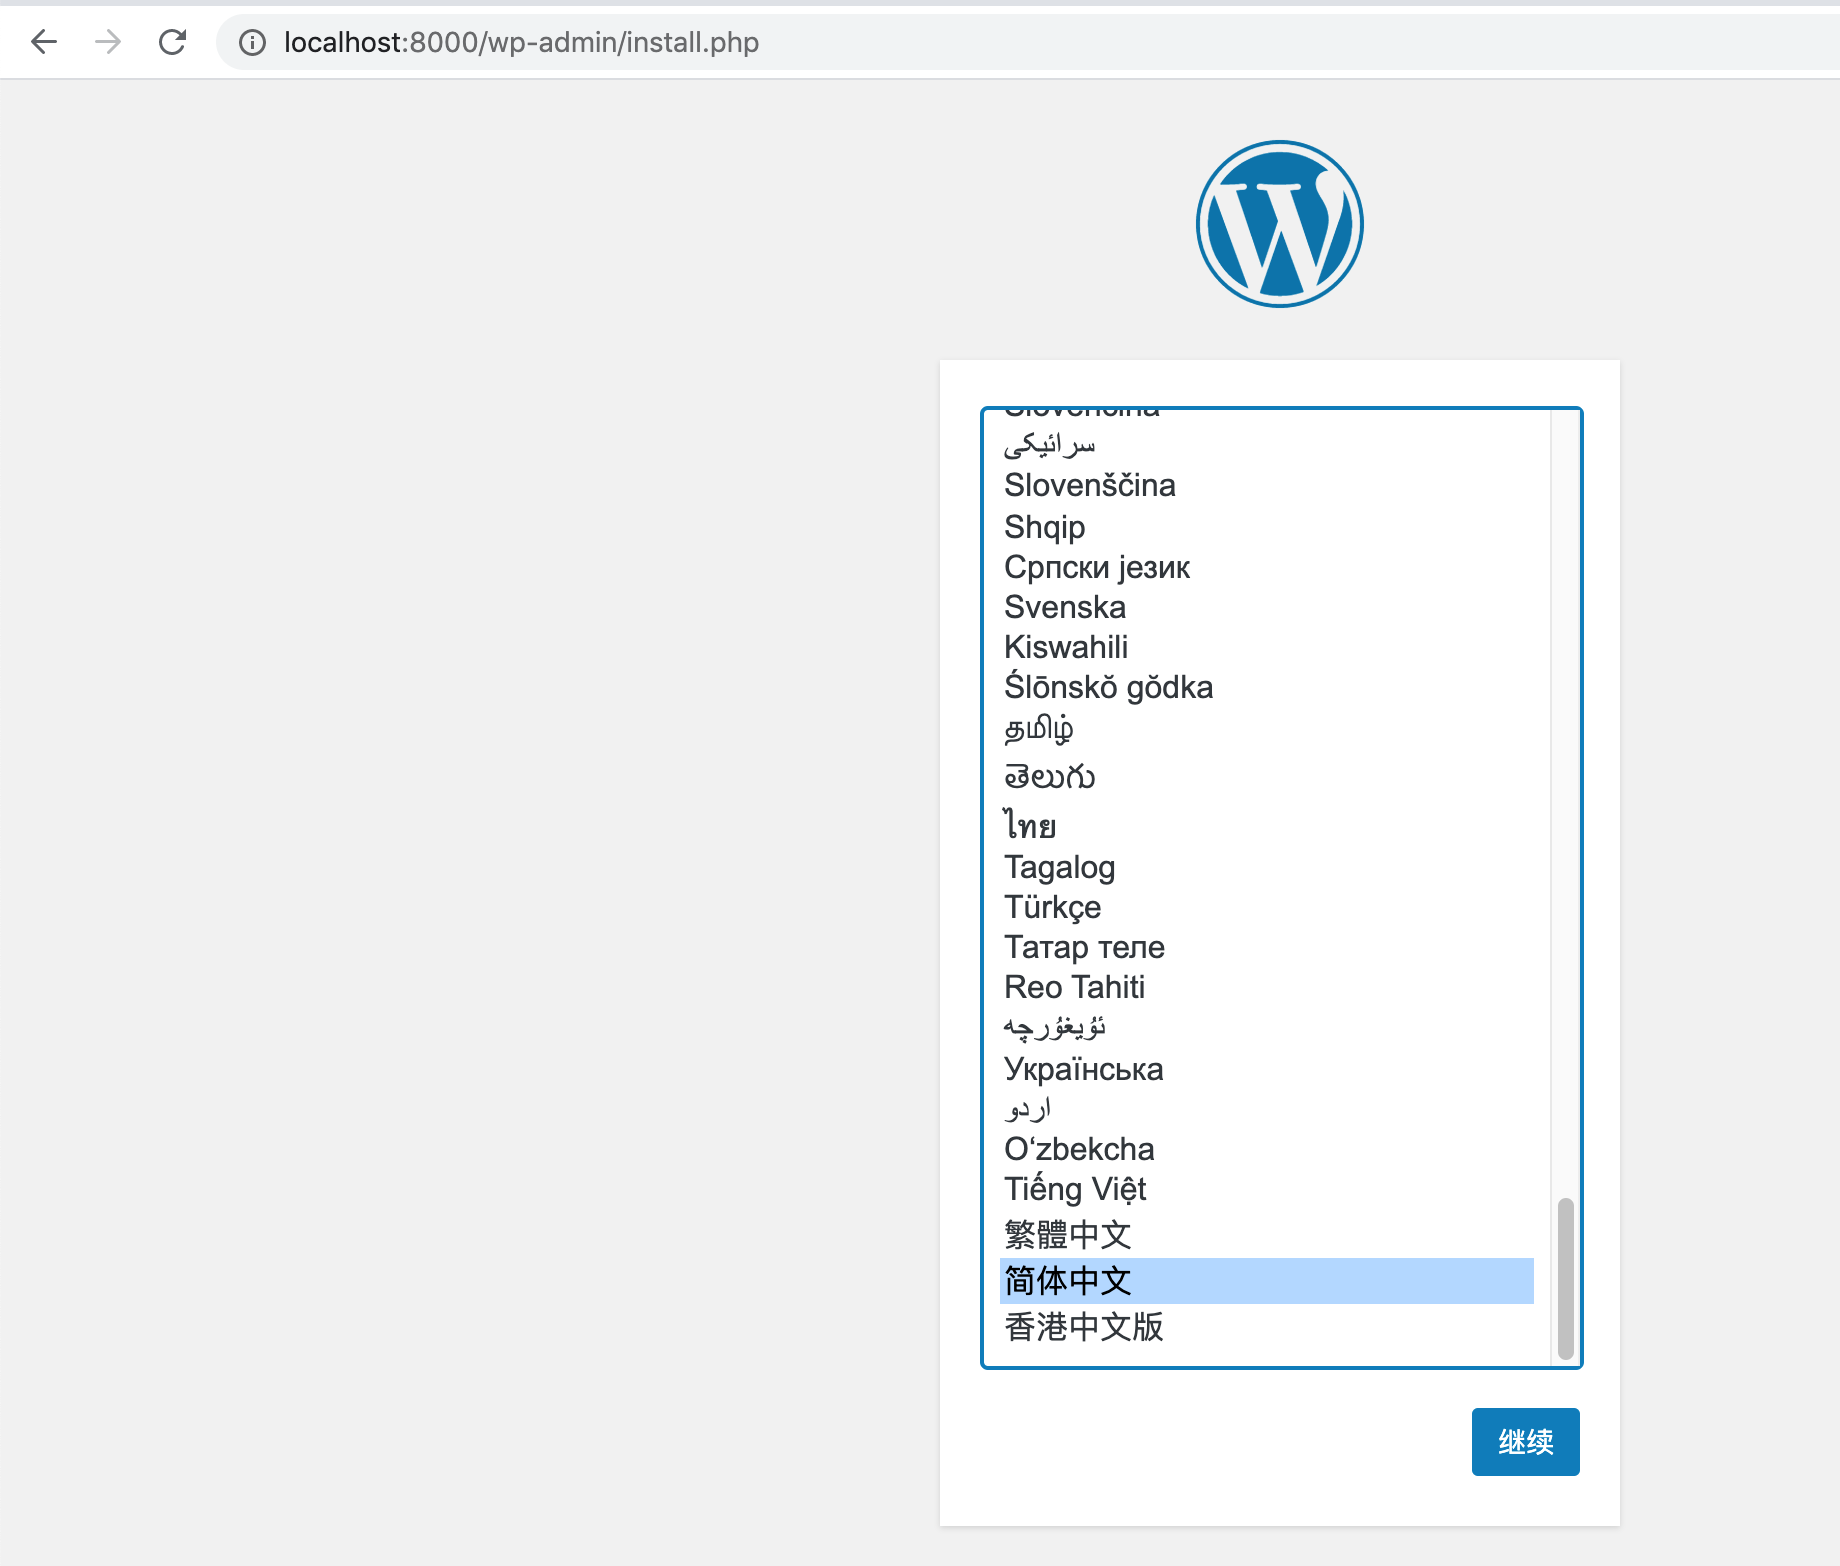 localhost:8000/wp-admin/install.php
Slovenčina
سرائیکی
Slovenščina
Shqip
Српски језик
Svenska
Kiswahili
Ślōnskŏ gŏdka
தமிழ்
తెలుగు
ไทย
Tagalog
Türkçe
Татар теле
Reo Tahiti
ئۇيغۇرچە
Українська
اردو
O‘zbekcha
Tiếng Việt
繁體中文
简体中文
香港中文版
继续